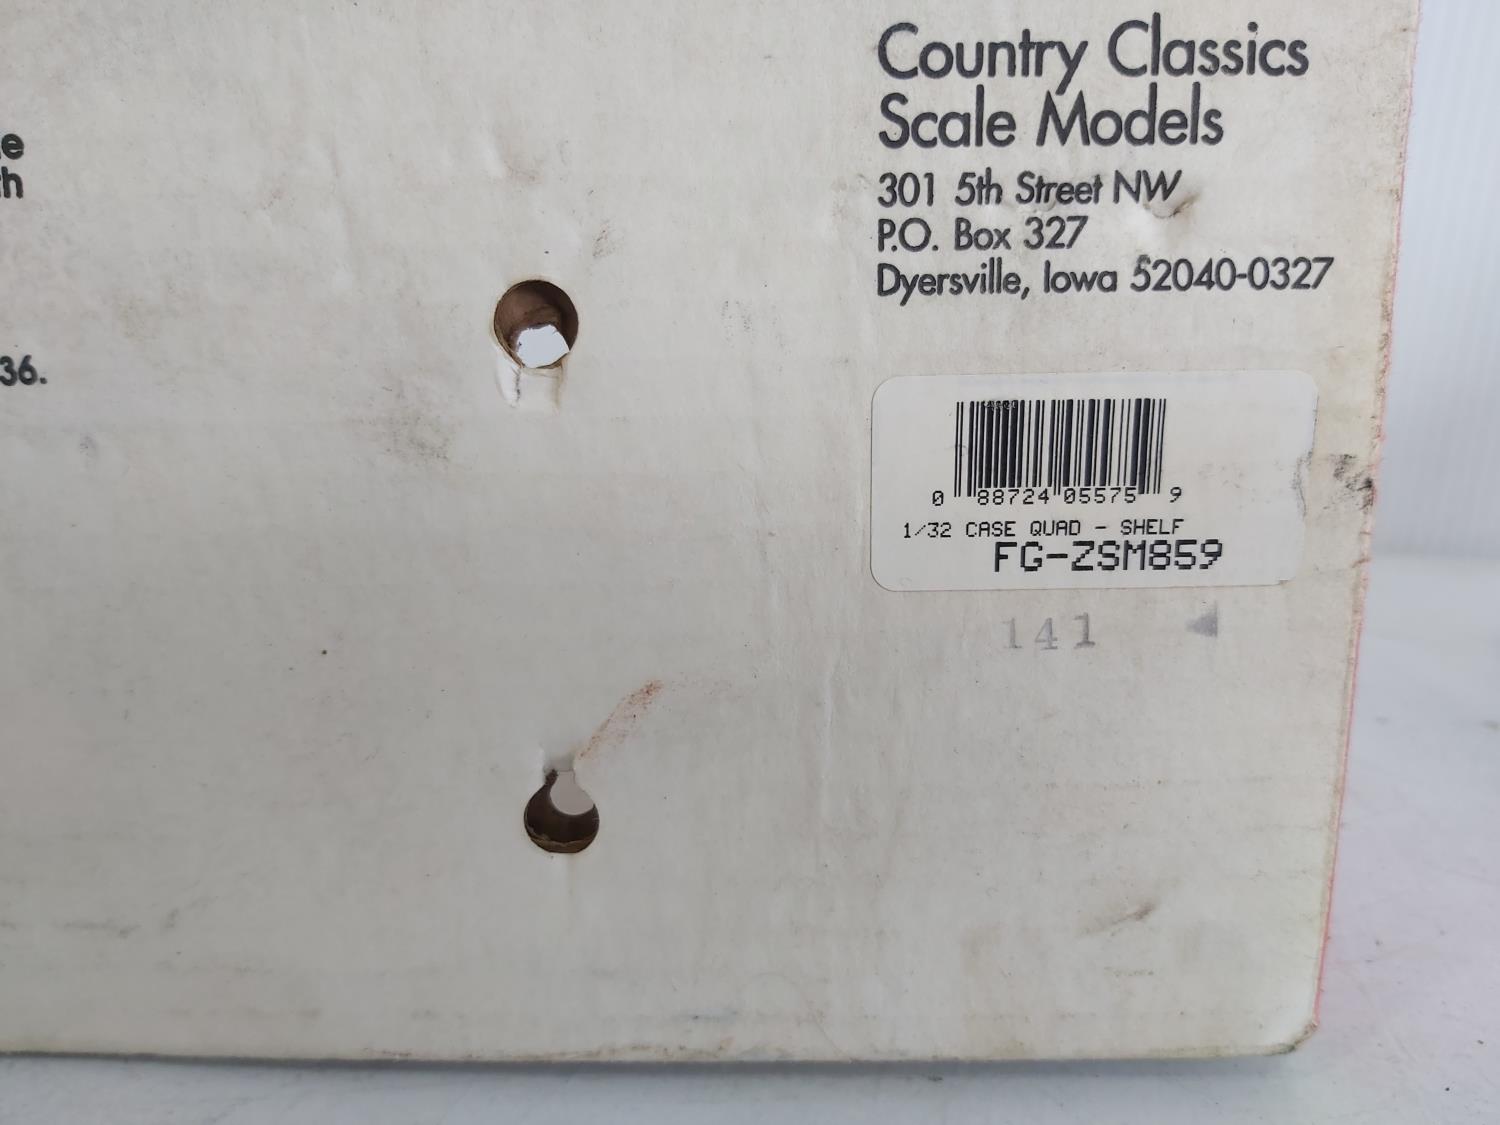 Country Classics
Scale Models
301 5th Street NW
P.O. Box 327
Dyersville, Iowa 52040-0327
36.
0 88724 05575 9
1/32 CASE QUAD - SHELF
FG-ZSM859
141